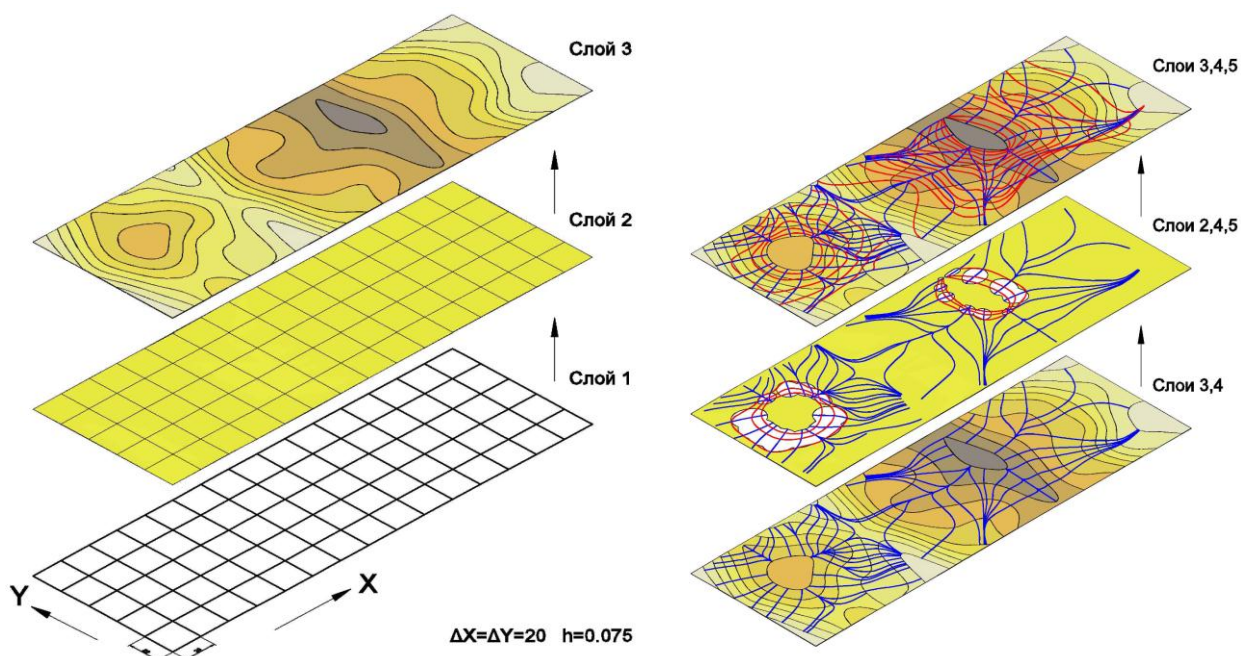 Слой 3
Слой 2
Слой 1
Y
X
ΔX=ΔY=20 h=0.075
Слои 3,4,5
Слои 2,4,5
Слои 3,4